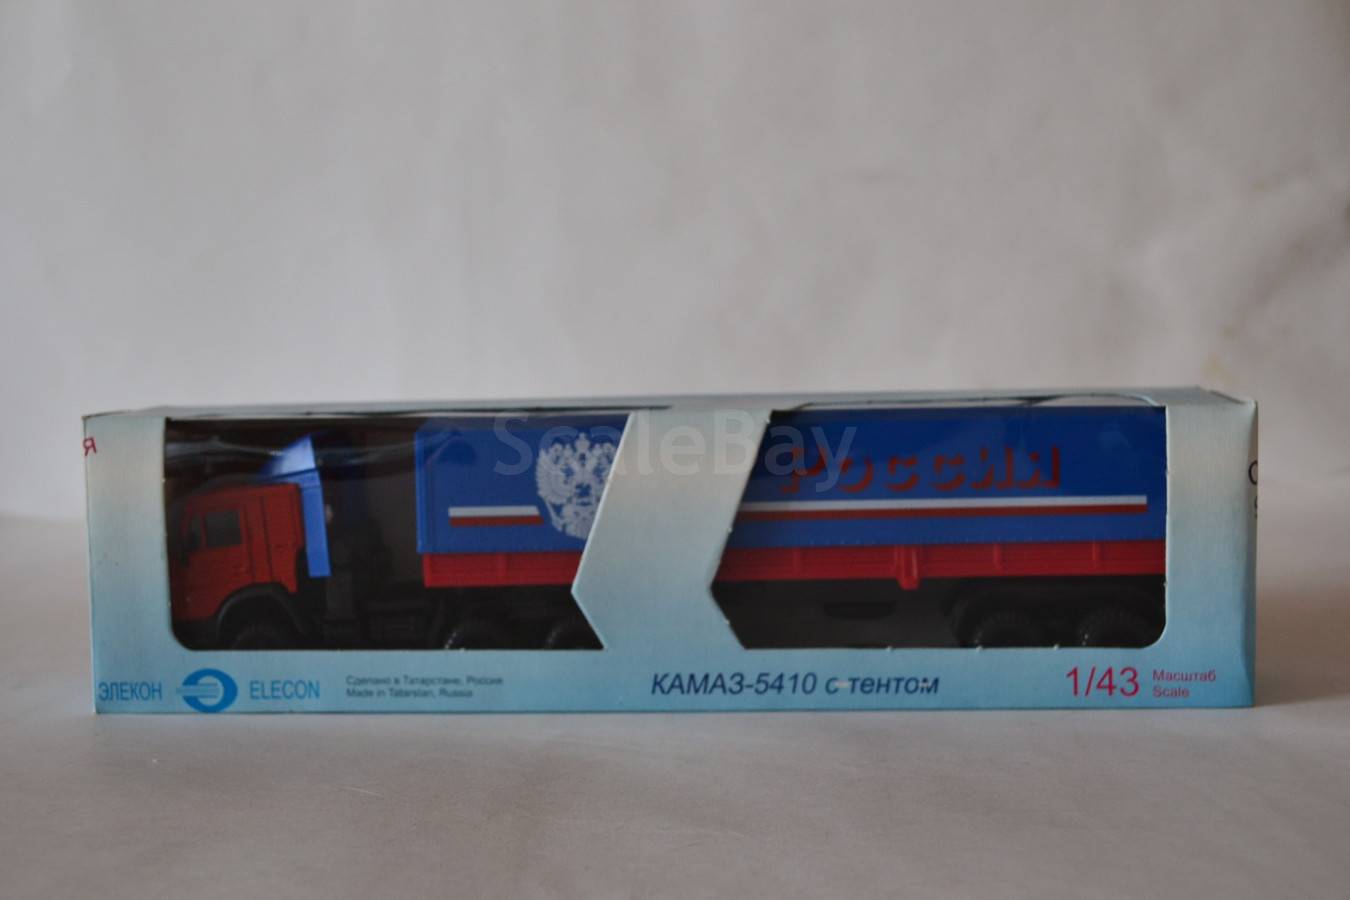 ScaleBay
РОССИЯ
Я
ЭЛЕКОН
ELECON
Сделано в Татарстане, Россия
Made in Tatarstan, Russia
КАМАЗ-5410 с тентом
1/43
Масштаб
Scale